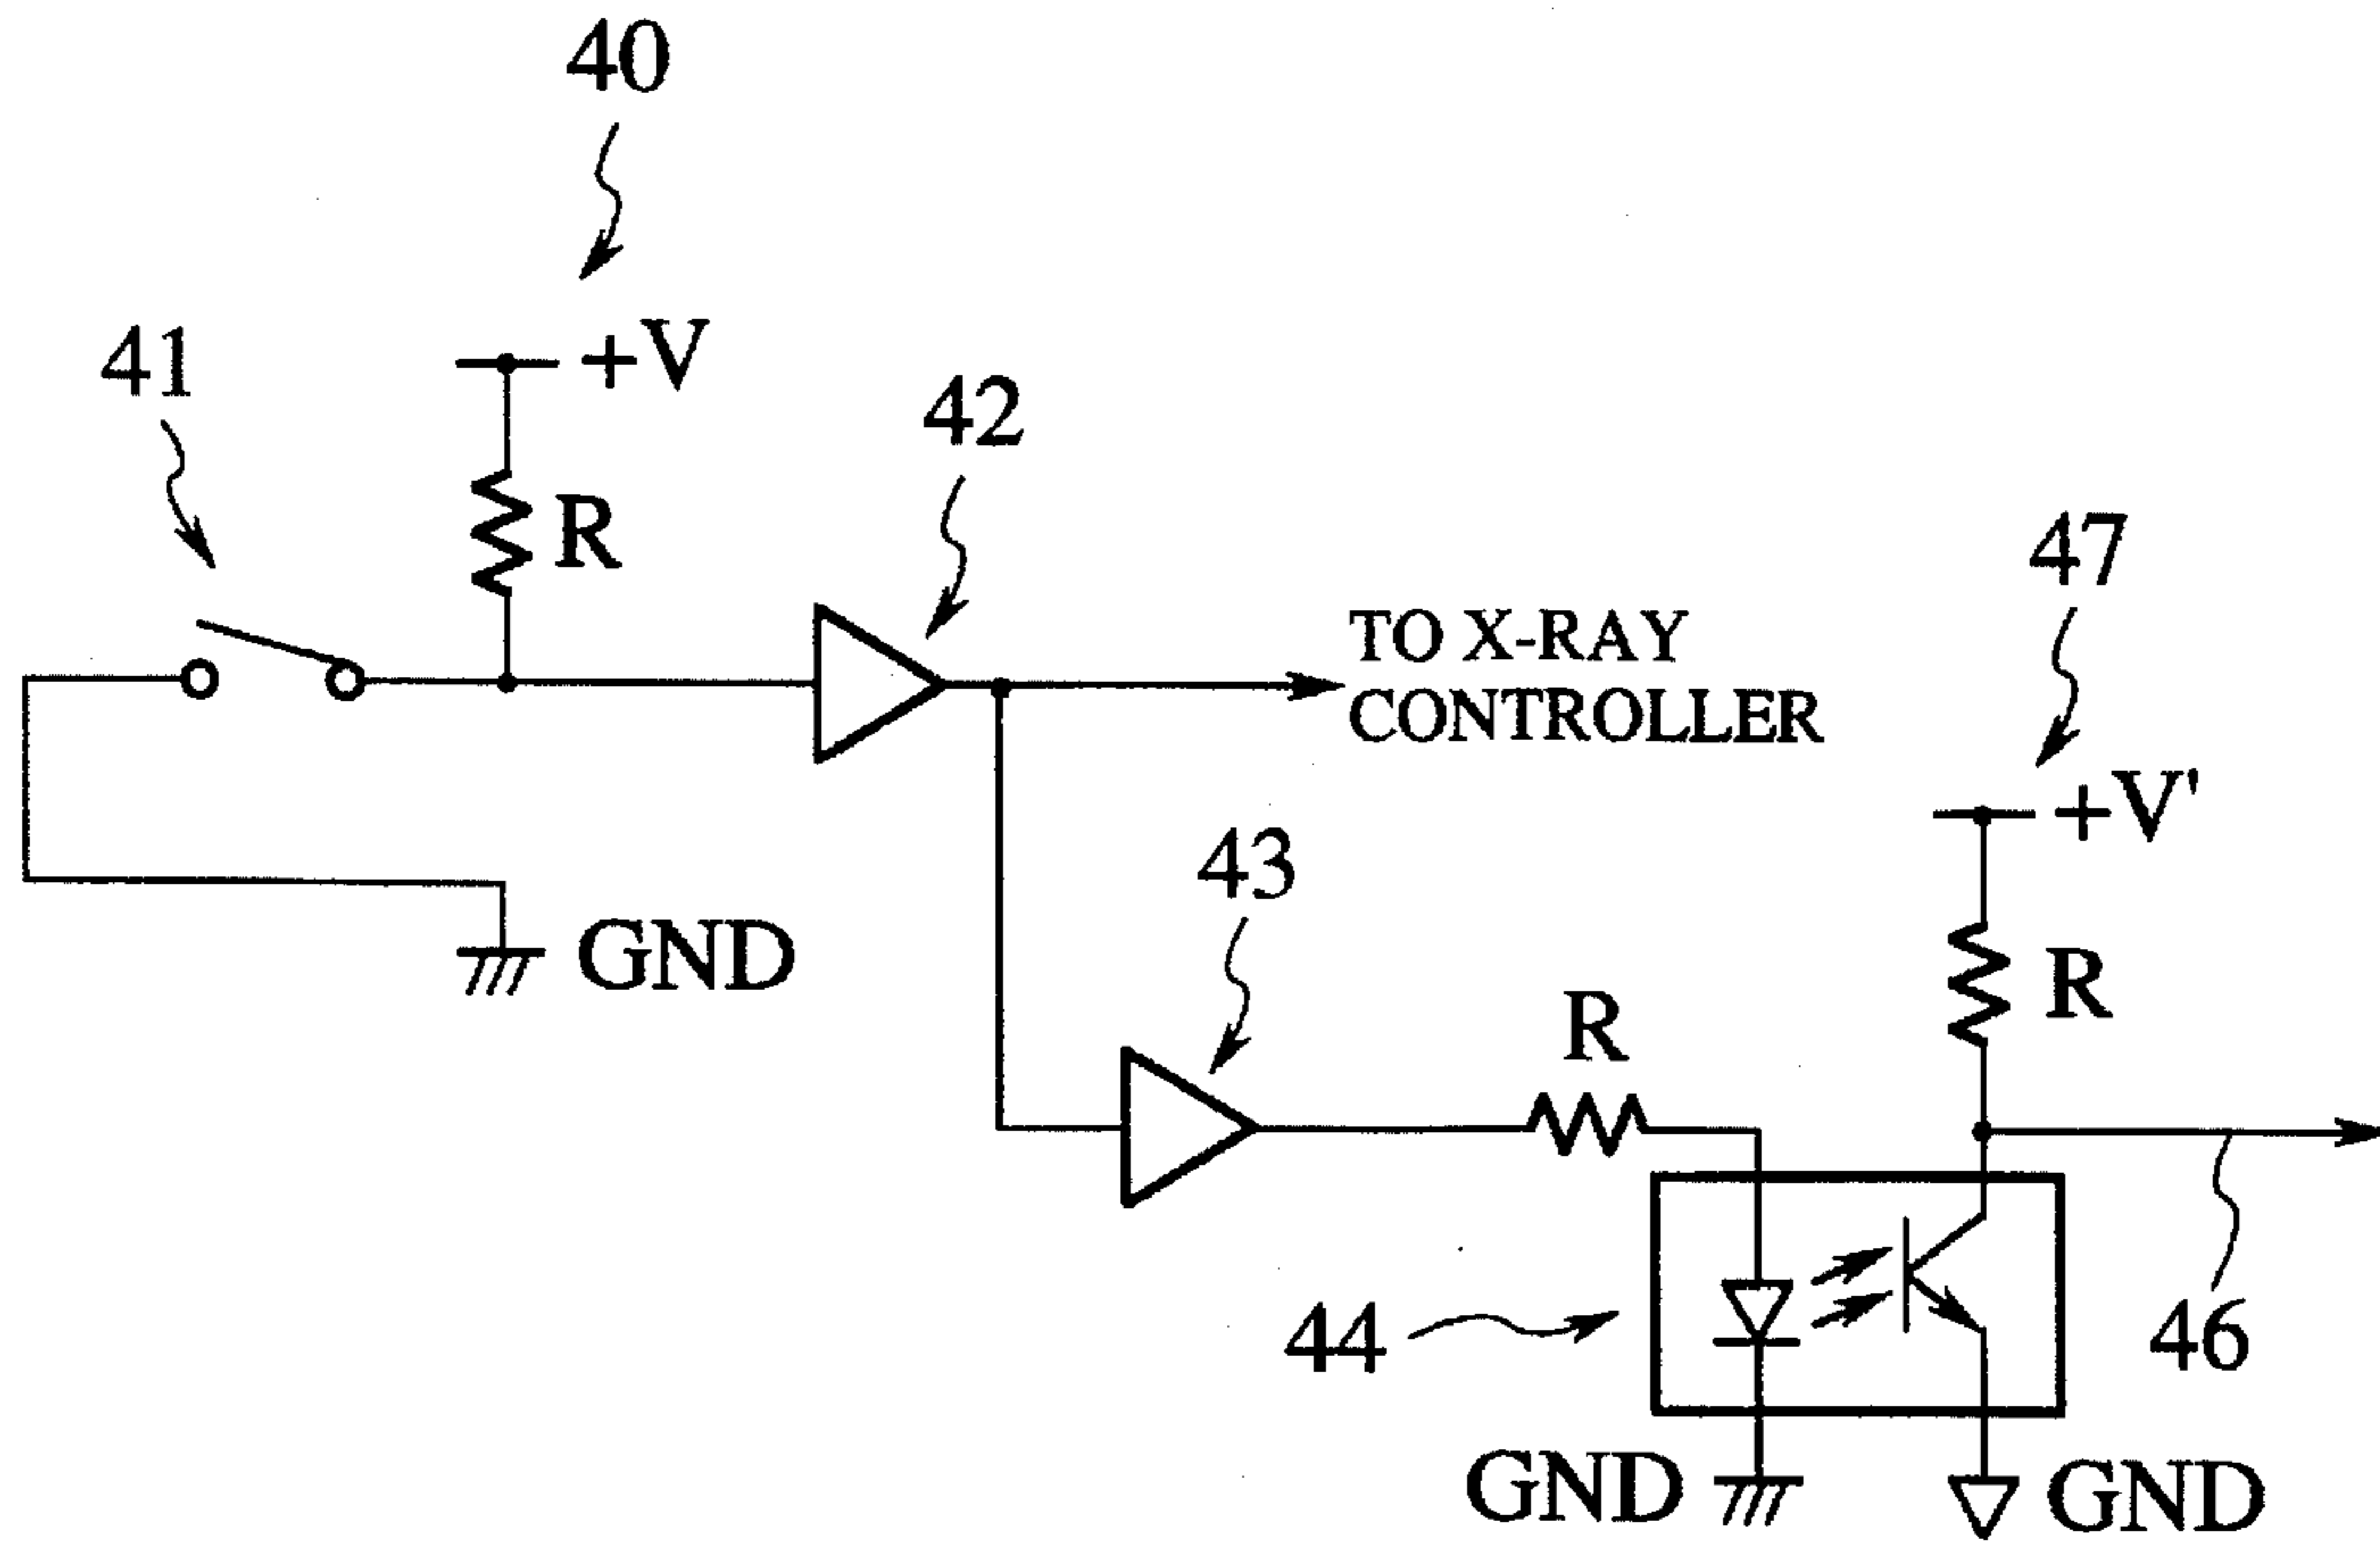 40
+V
41
42
R
47
TO X-RAY
CONTROLLER
+V'
43
GND
R
R
44
46
GND
GND